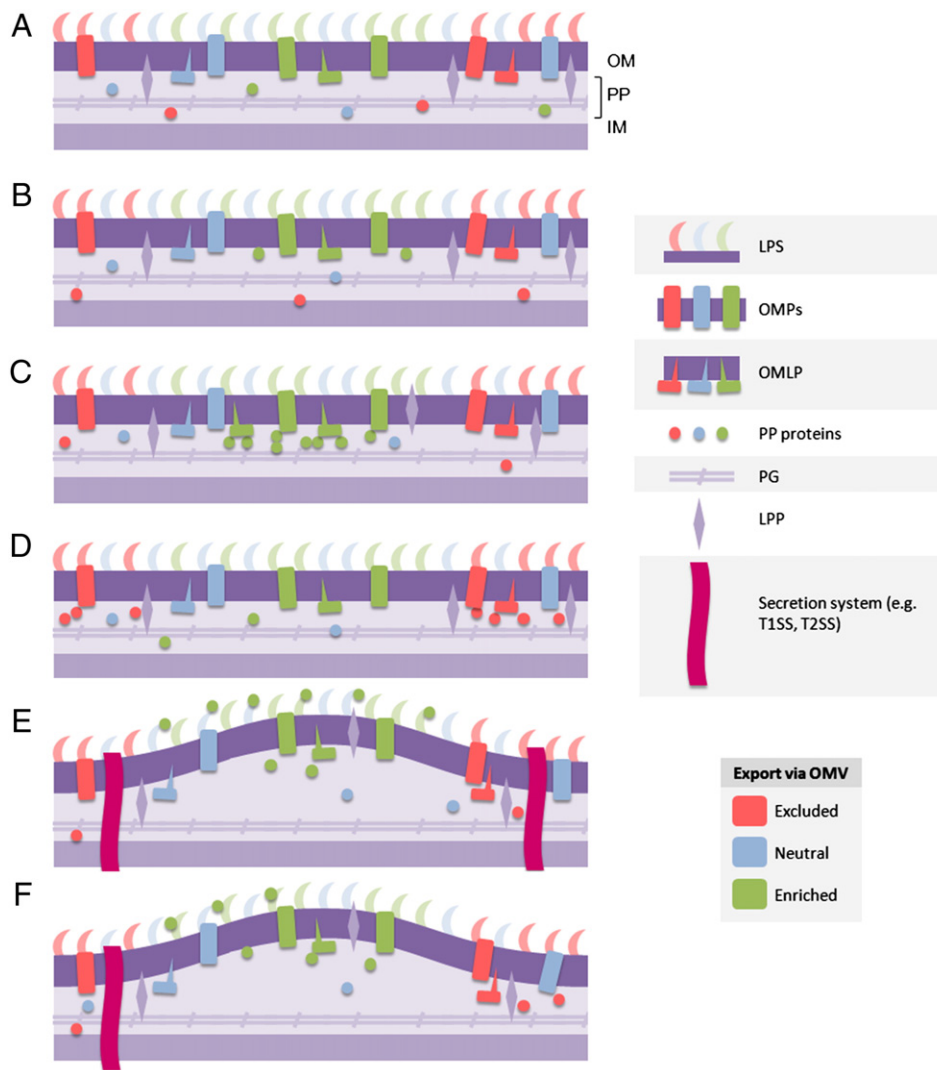 A
OM
PP
IM
B
C
D
E
F
LPS
OMPs
OMLP
PP proteins
PG
LPP
Secretion system (e.g.
T1SS, T2SS)
Export via OMV
Excluded
Neutral
Enriched